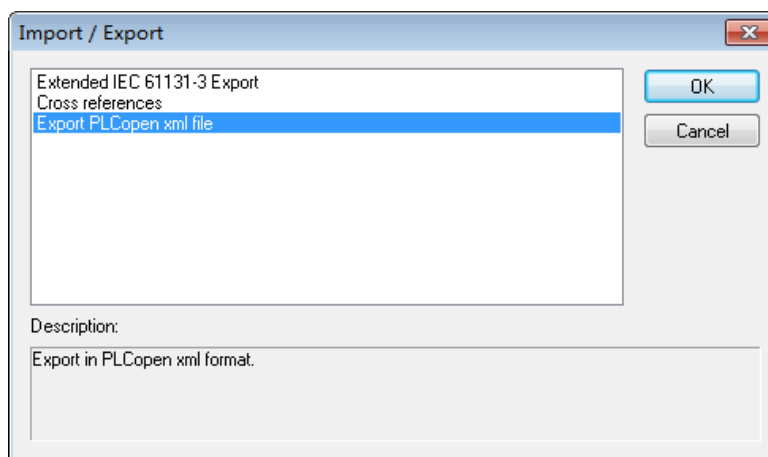 Import / Export
Extended IEC 61131-3 Export
OK
Cross references
Export PLCopen xml file
Cancel
Description:
Export in PLCopen xml format.